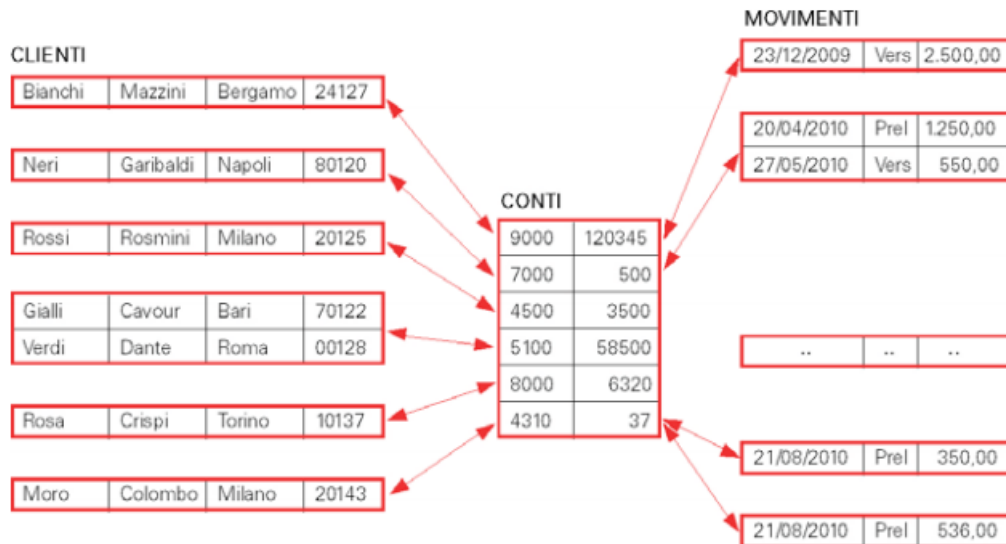 CLIENTI
Bianchi Mazzini Bergamo 24127
Neri Garibaldi Napoli 80120
Rossi Rosmini Milano 20125
Gialli Cavour Bari 70122
Verdi Dante Roma 00128
Rosa Crispi Torino 10137
Moro Colombo Milano 20143
CONTI
9000 120345
7000 500
4500 3500
5100 58500
8000 6320
4310 37
MOVIMENTI
23/12/2009 Vers 2.500,00
20/04/2010 Prel 1.250,00
27/05/2010 Vers 550,00
.. .. ..
21/08/2010 Prel 350,00
21/08/2010 Prel 536,00